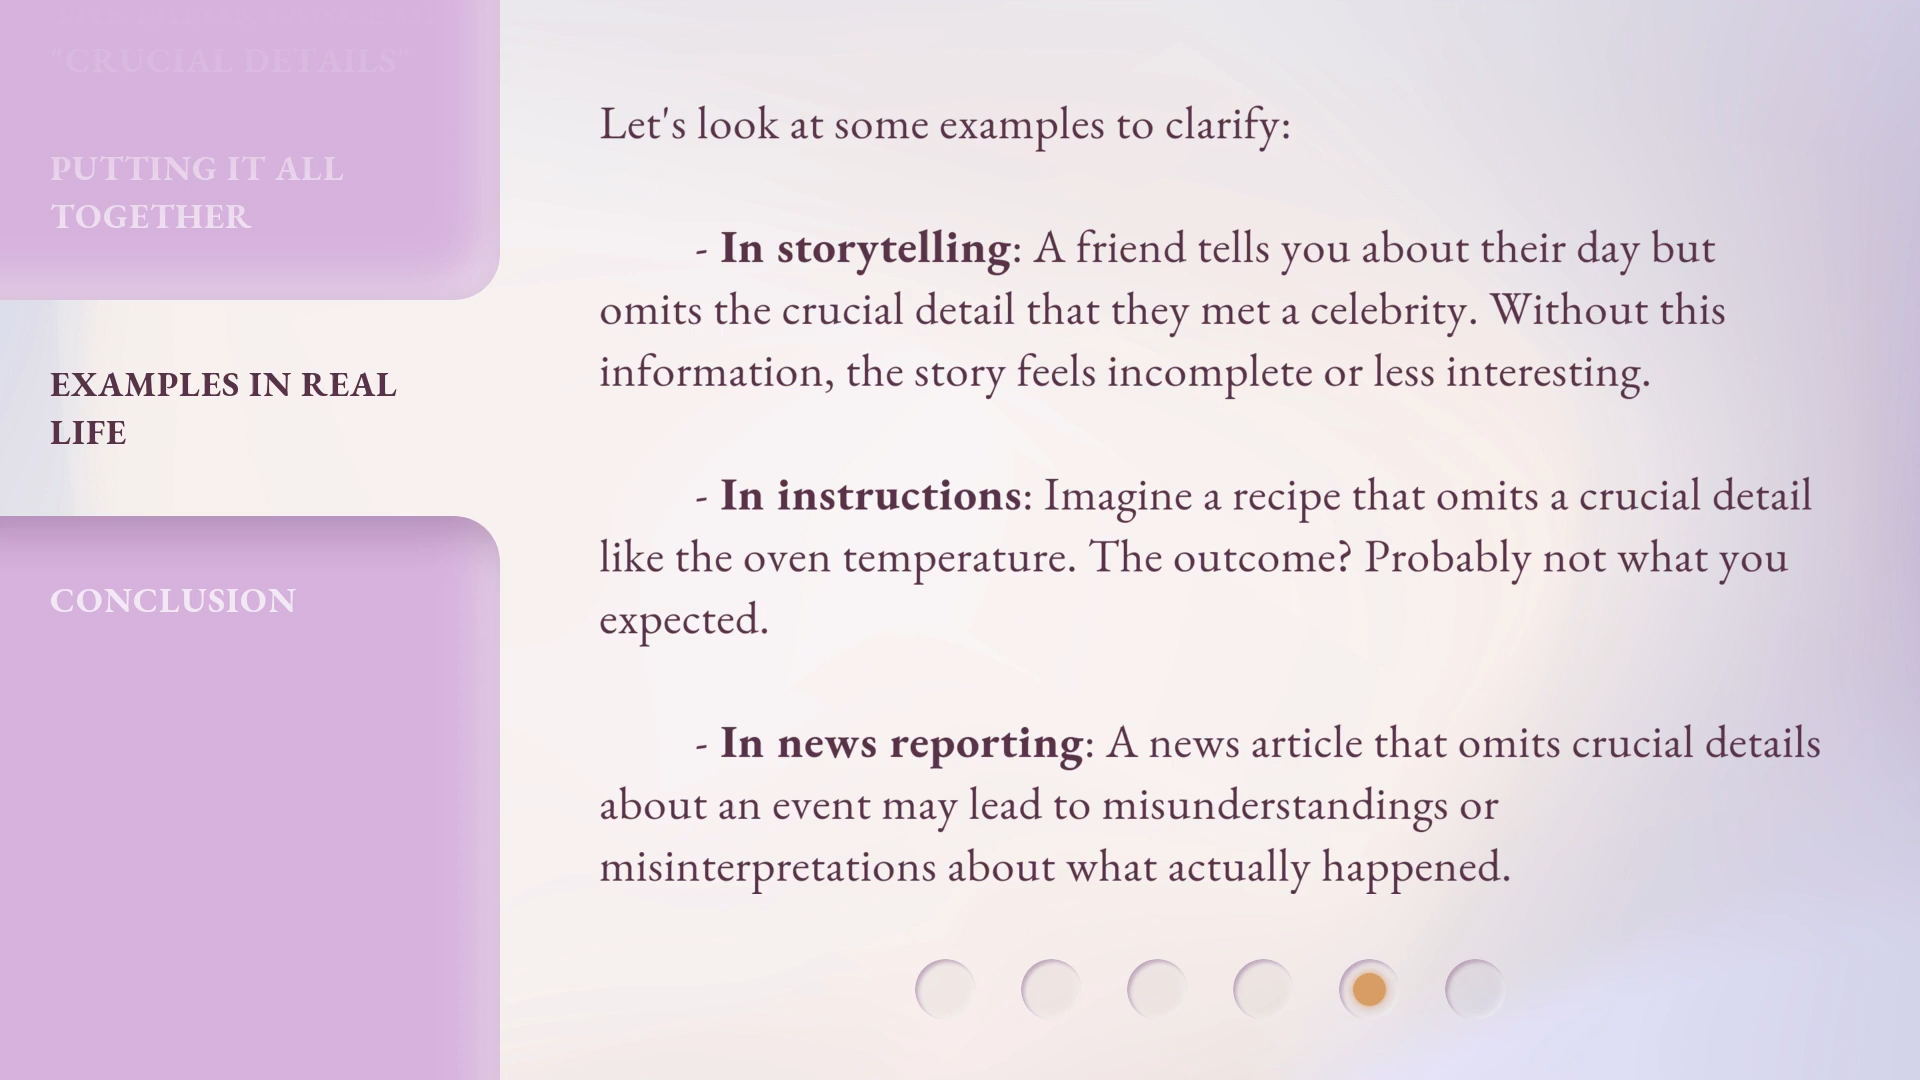 "CRUCIAL DETAILS"
PUTTING IT ALL
TOGETHER
EXAMPLES IN REAL
LIFE
CONCLUSION
Let's look at some examples to clarify:
- In storytelling: A friend tells you about their day but
omits the crucial detail that they met a celebrity. Without this
information, the story feels incomplete or less interesting.
- In instructions: Imagine a recipe that omits a crucial detail
like the oven temperature. The outcome? Probably not what you
expected.
- In news reporting: A news article that omits crucial details
about an event may lead to misunderstandings or
misinterpretations about what actually happened.